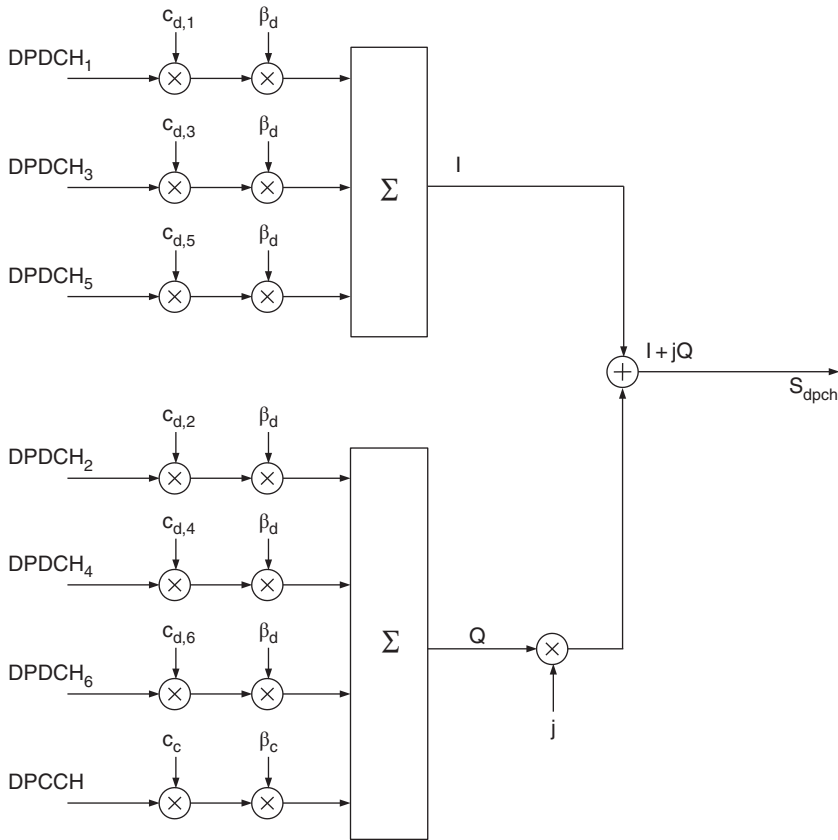 c_d,1 β_d
DPDCH_1
× ×
c_d,3 β_d
DPDCH_3
× ×
Σ
I
c_d,5 β_d
DPDCH_5
× ×
I + jQ
+
S_dpch
c_d,2 β_d
DPDCH_2
× ×
c_d,4 β_d
DPDCH_4
× ×
Σ
Q
×
j
c_d,6 β_d
DPDCH_6
× ×
c_c β_c
DPCCH
× ×